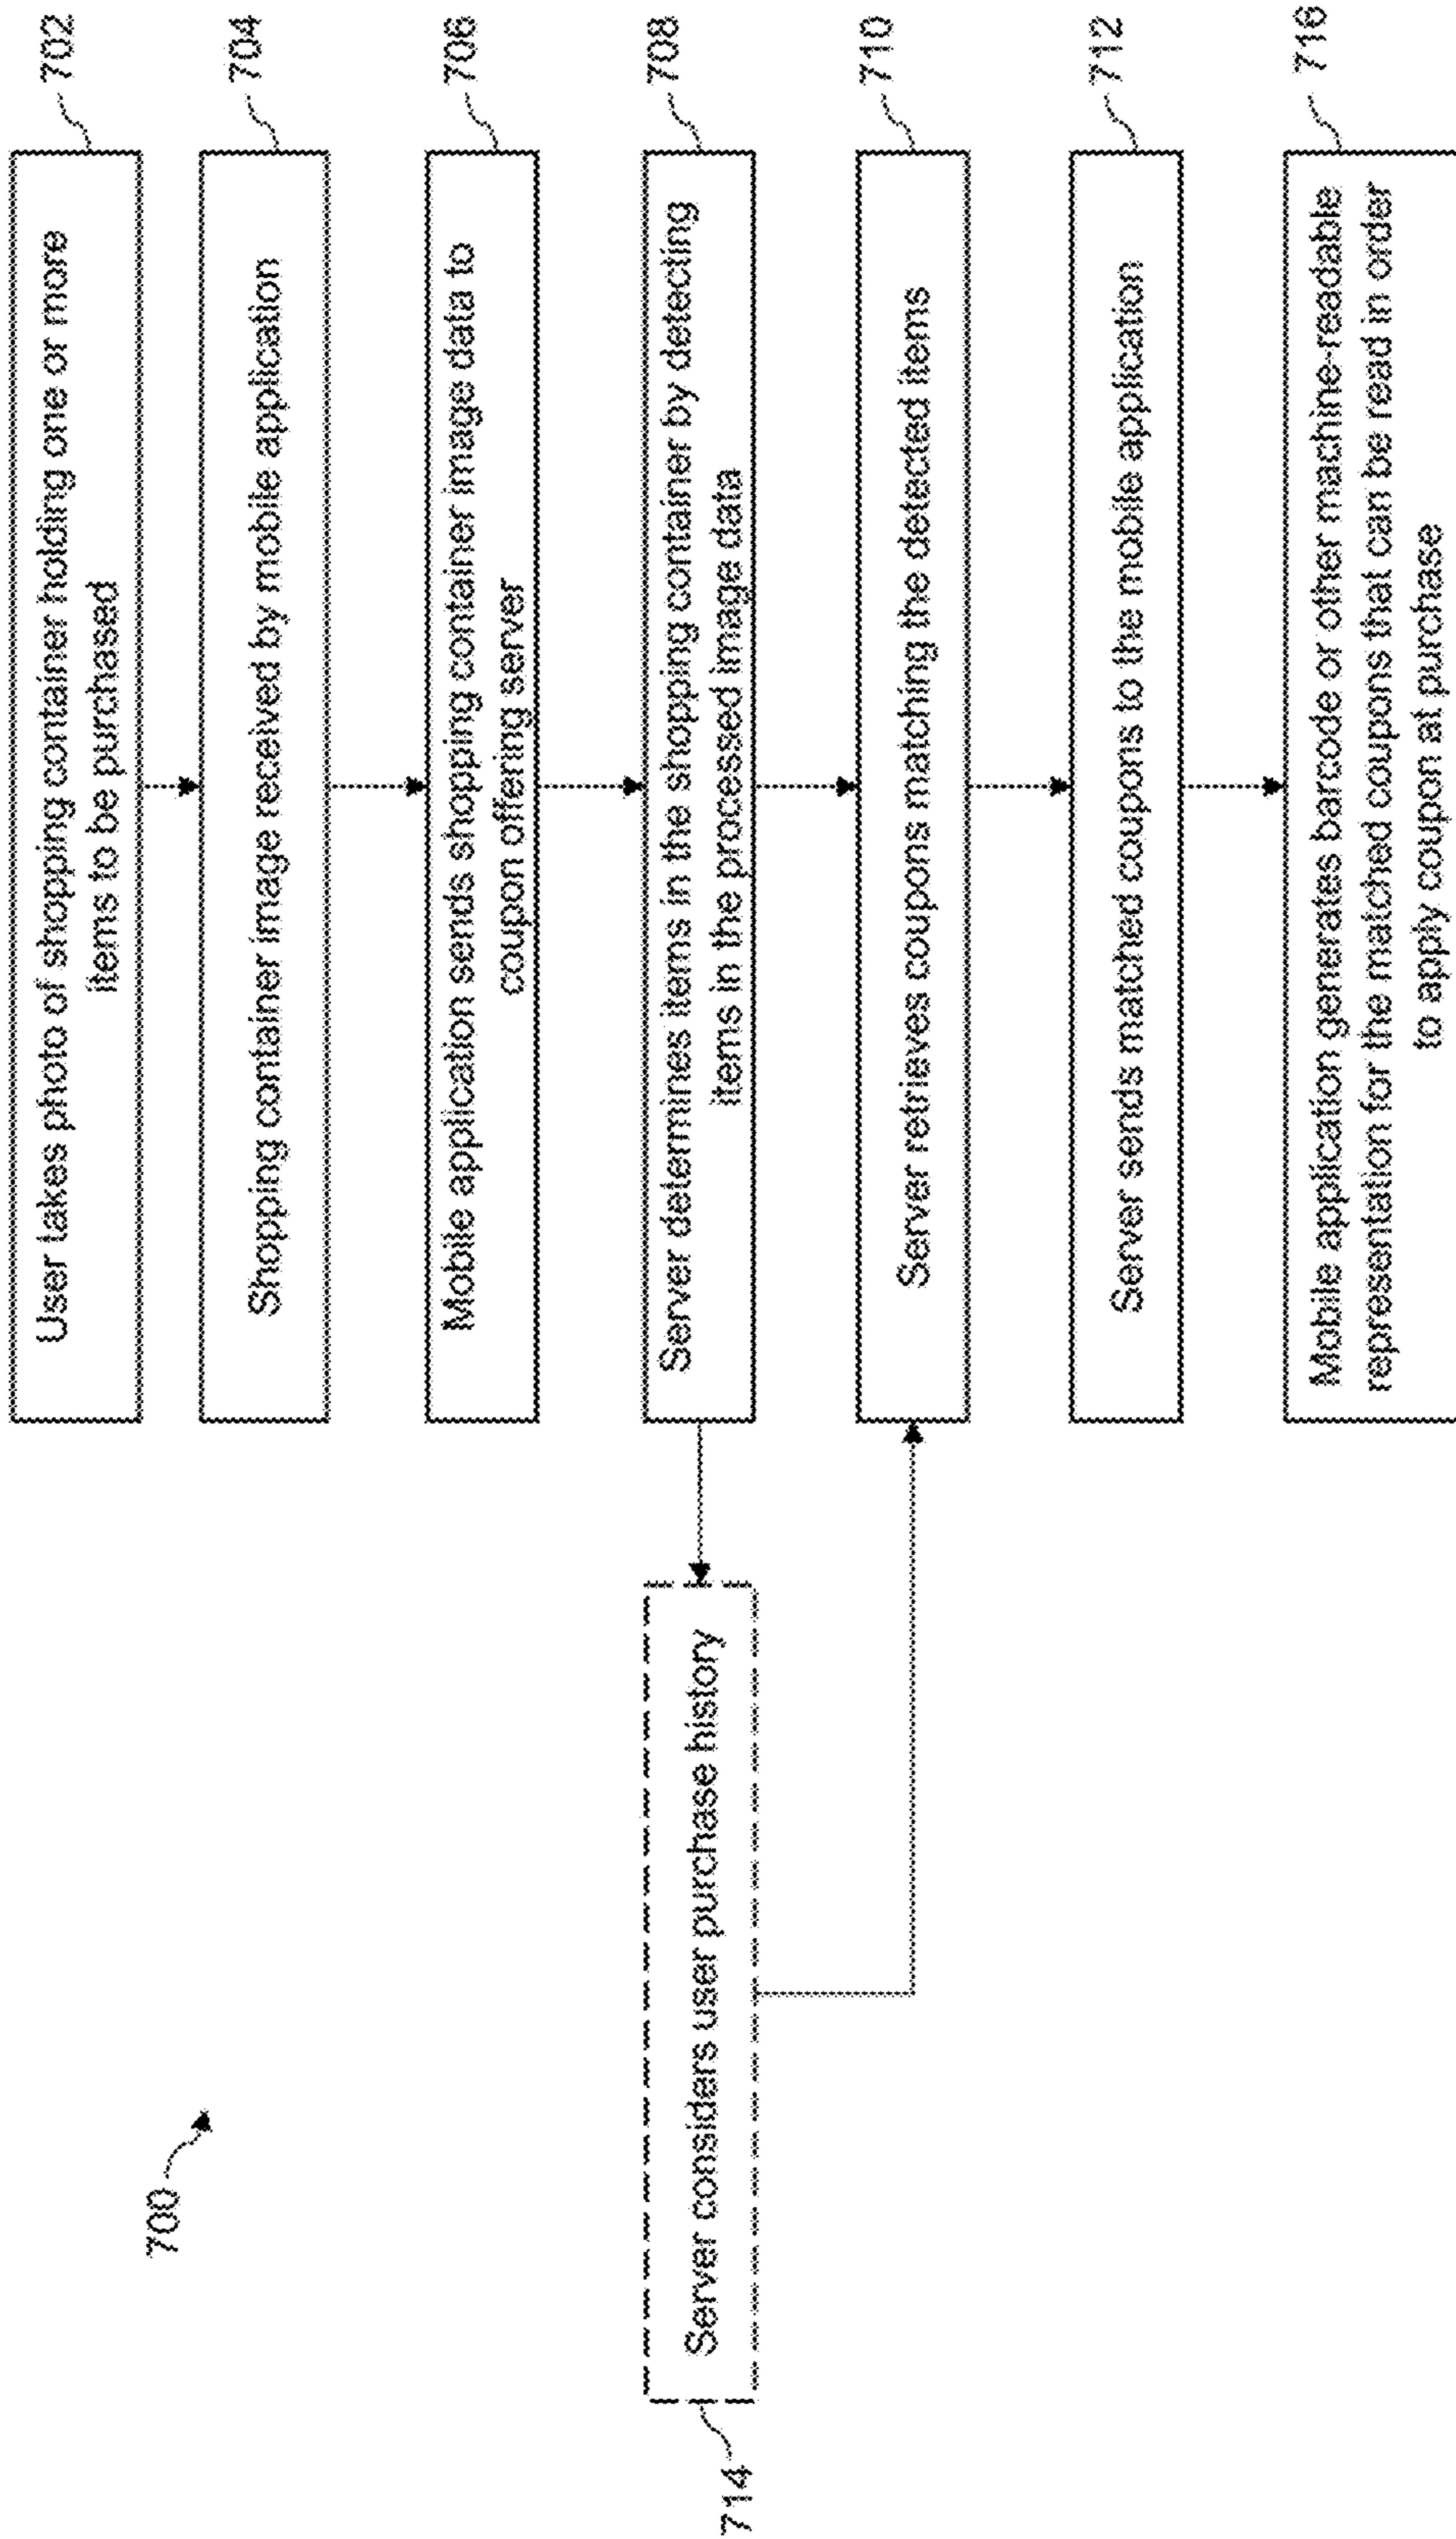 700
User takes photo of shopping container holding one or more
items to be purchased
702
Shopping container image received by mobile application
704
Mobile application sends shopping container image data to
coupon offering server
706
Server determines items in the shopping container by detecting
items in the processed image data
708
Server considers user purchase history
714
Server retrieves coupons matching the detected items
710
Server sends matched coupons to the mobile application
712
Mobile application generates barcode or other machine-readable
representation for the matched coupons that can be read in order
to apply coupon at purchase
716